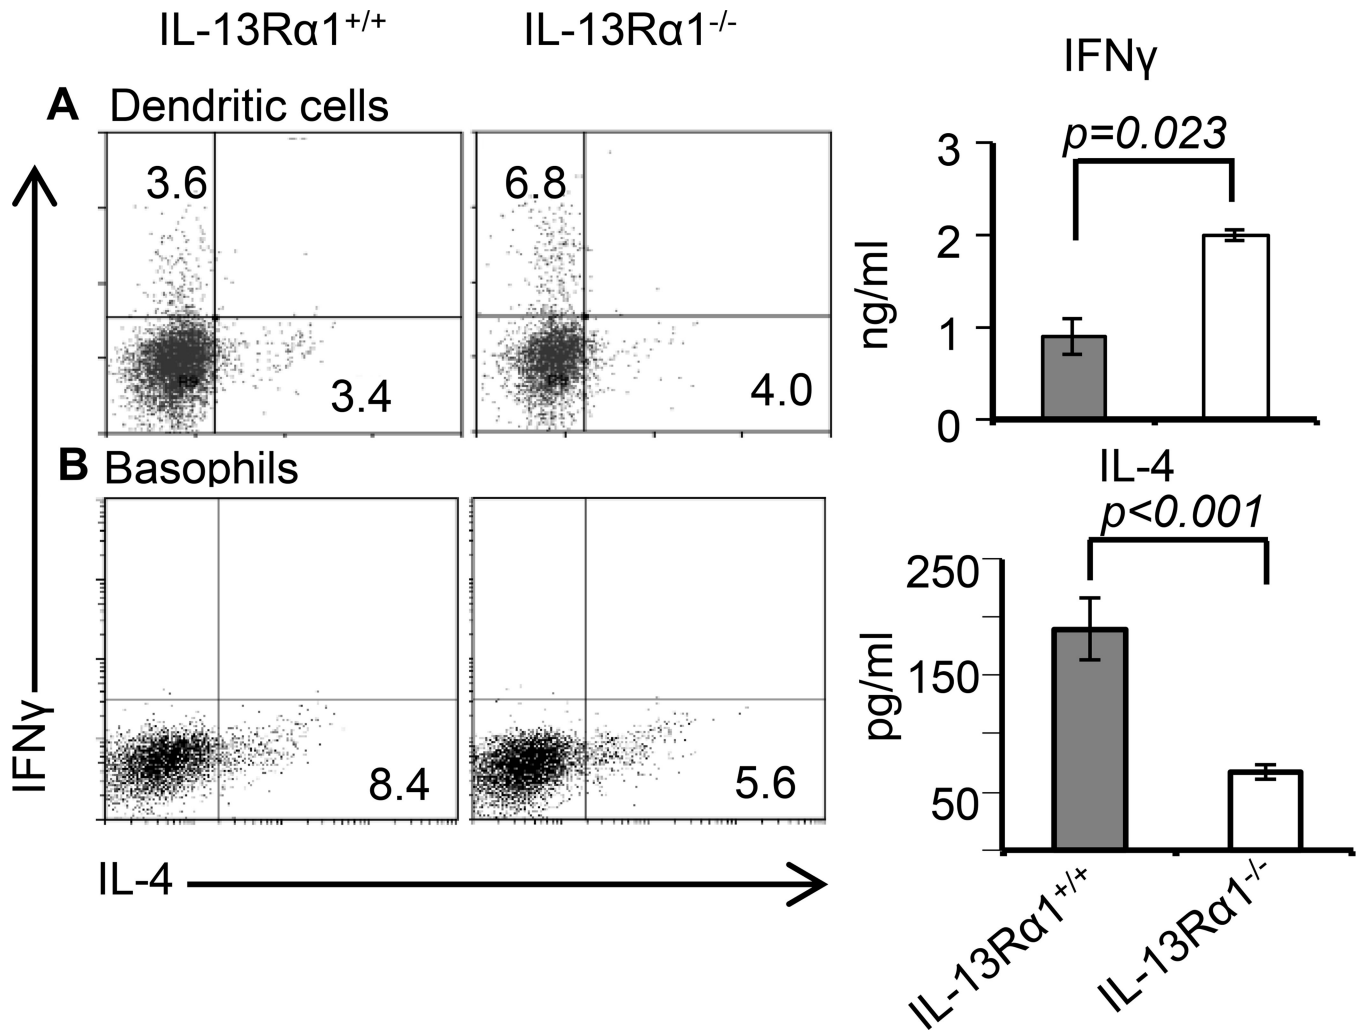 IL-13Rα1+/+ IL-13Rα1-/-
IFNγ
A Dendritic cells
p=0.023
3.6
6.8
3.4
4.0
R9
ng/ml
3
2
1
0
B Basophils
IL-4
p<0.001
8.4
5.6
pg/ml
250
150
50
IFNγ
IL-4
IL-13Rα1+/+
IL-13Rα1-/-